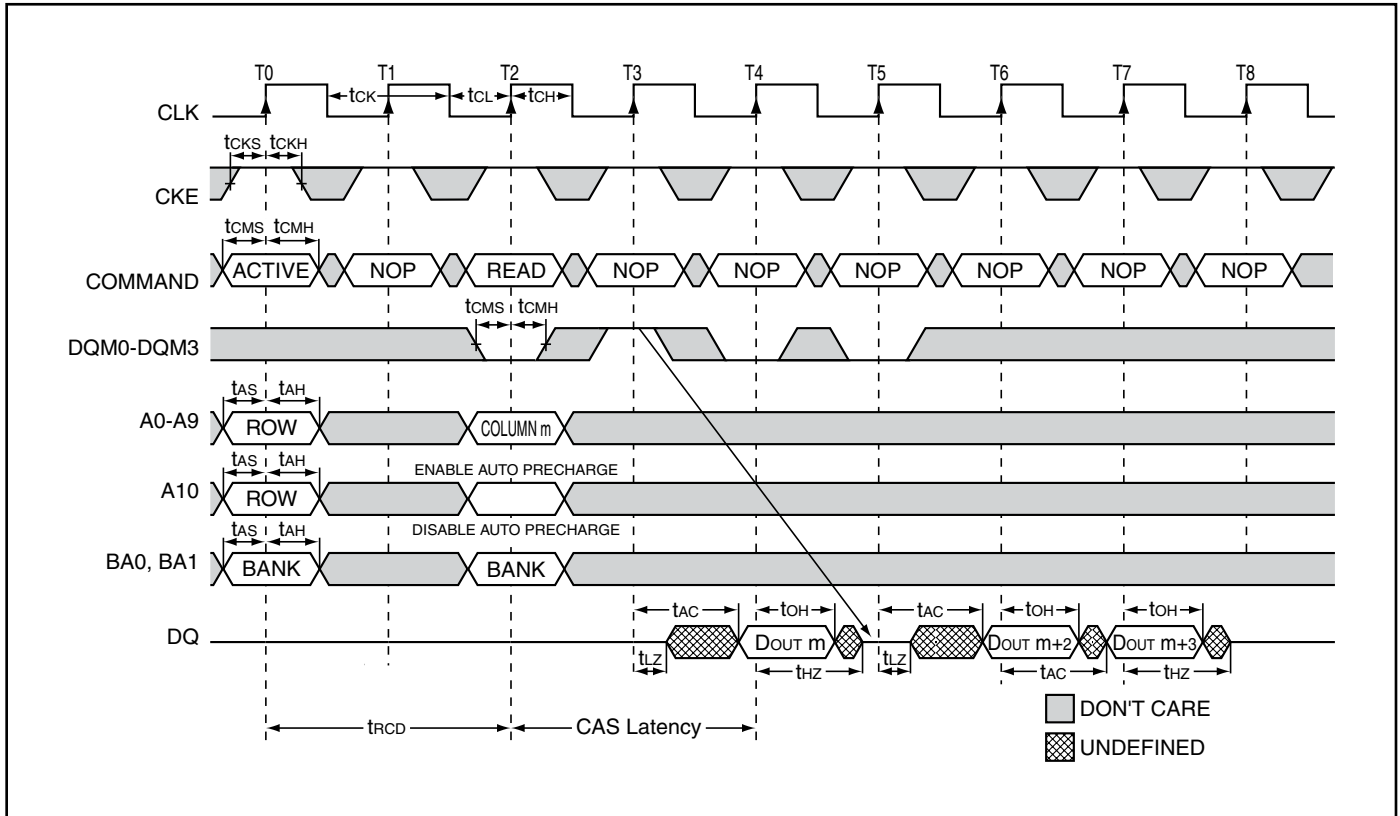 T0 T1 T2 T3 T4 T5 T6 T7 T8
CLK tCK tCL tCH
tCKS tCKH
CKE
tCMS tCMH
COMMAND ACTIVE NOP READ NOP NOP NOP NOP NOP NOP
tCMS tCMH
DQM0-DQM3
tAS tAH
A0-A9 ROW COLUMN m
tAS tAH ENABLE AUTO PRECHARGE
A10 ROW
tAS tAH DISABLE AUTO PRECHARGE
BA0, BA1 BANK BANK
tAC tOH tAC tOH tOH
DQ DOUT m DOUT m+2 DOUT m+3
tLZ tHZ tLZ tAC tHZ
DON'T CARE
tRCD CAS Latency
UNDEFINED